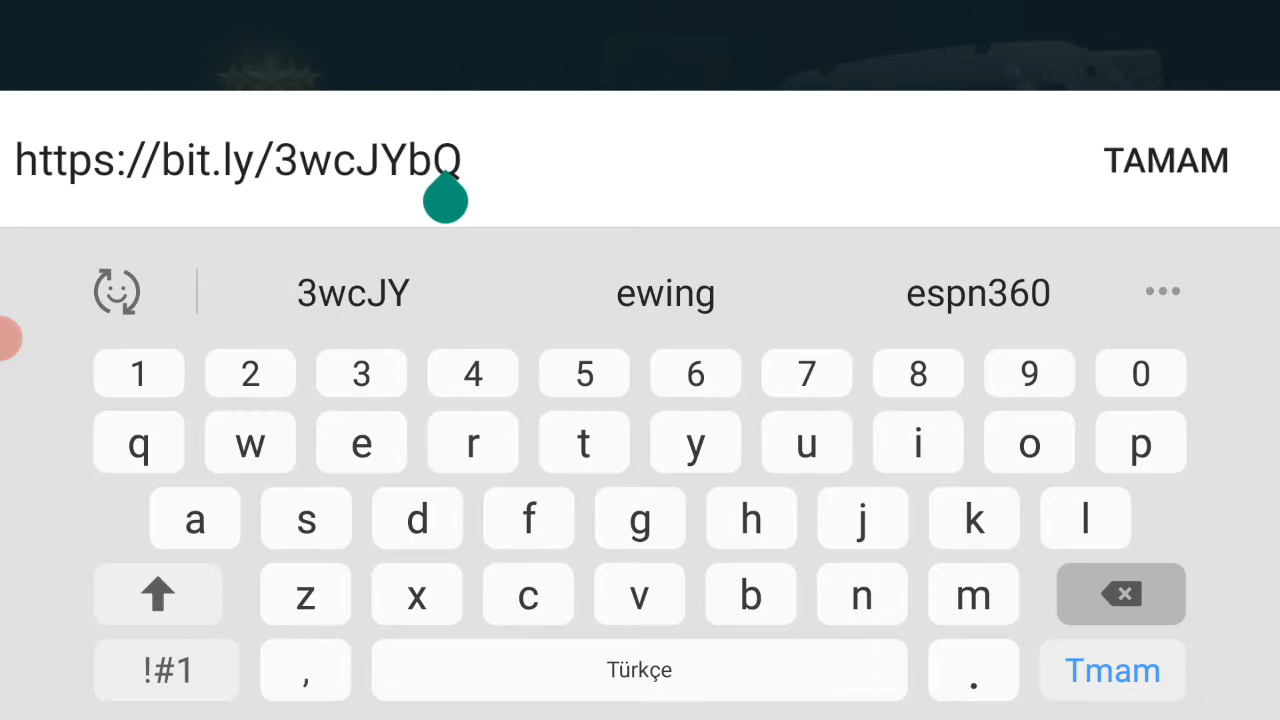 https://bit.ly/3wcJYbQ TAMAM
3wcJY ewing espn360
1 2 3 4 5 6 7 8 9 0
q w e r t y u i o p
a s d f g h j k l
z x c v b n m
!#1 , Türkçe . Tmam